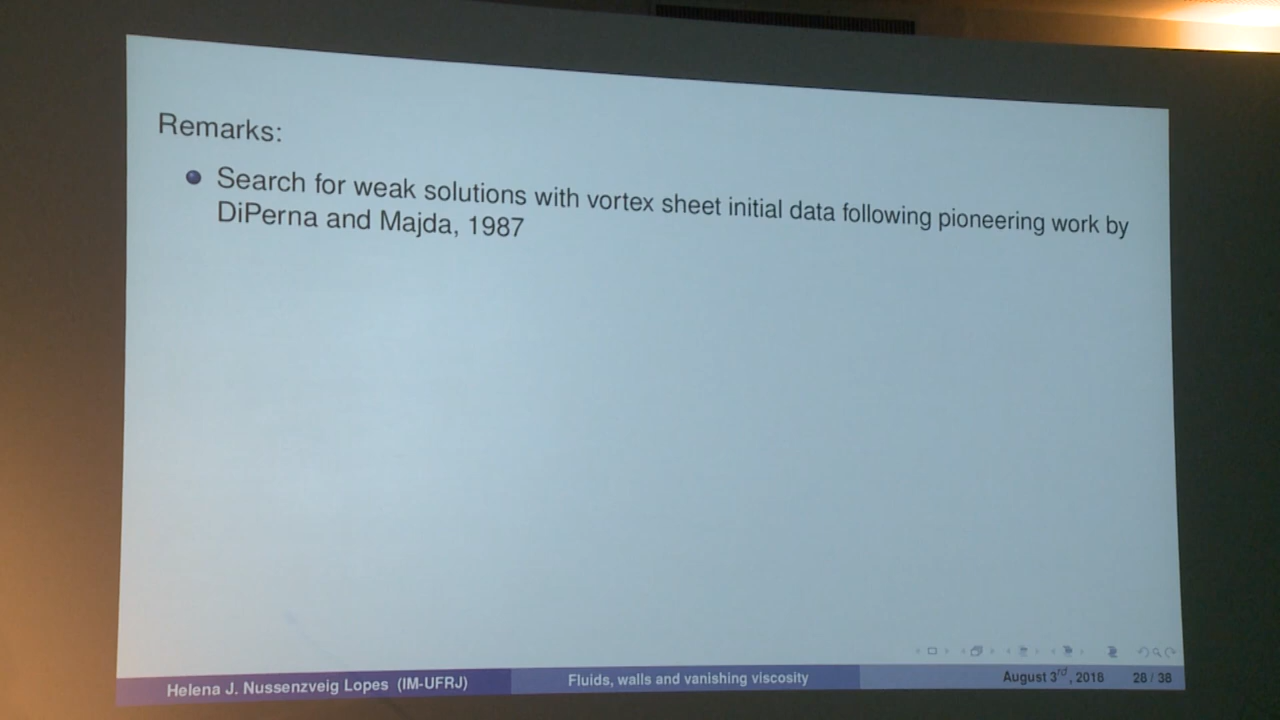 Remarks:
Search for weak solutions with vortex sheet initial data following pioneering work by
DiPerna and Majda, 1987
Helena J. Nussenzveig Lopes (IM-UFRJ) Fluids, walls and vanishing viscosity August 3rd, 2018 28 / 38